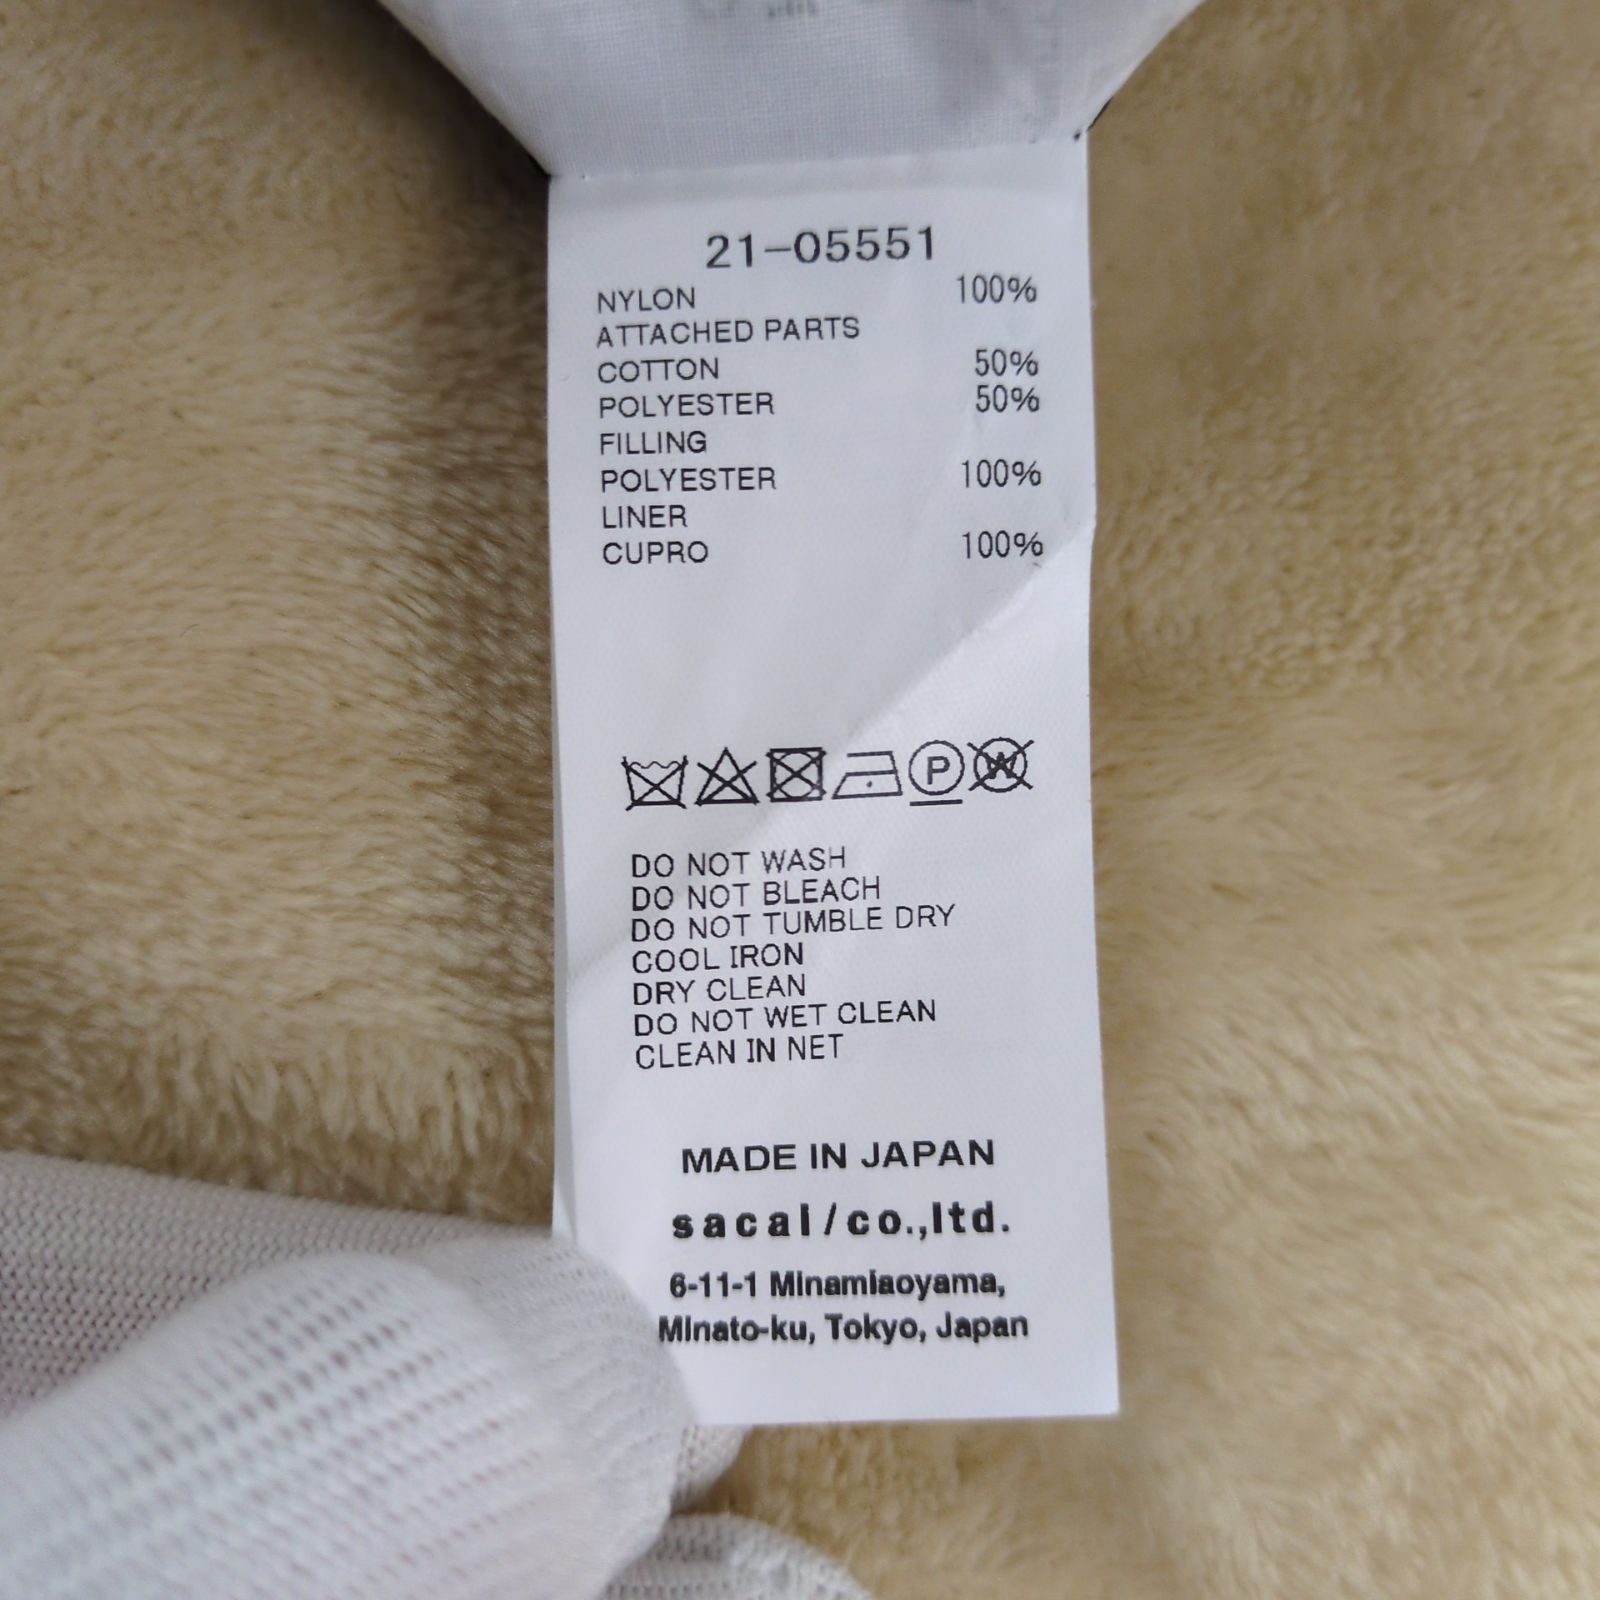 21-05551
NYLON 100%
ATTACHED PARTS
COTTON 50%
POLYESTER 50%
FILLING
POLYESTER 100%
LINER
CUPRO 100%
P W
DO NOT WASH
DO NOT BLEACH
DO NOT TUMBLE DRY
COOL IRON
DRY CLEAN
DO NOT WET CLEAN
CLEAN IN NET
MADE IN JAPAN
sacai/co.,ltd.
6-11-1 Minamiaoyama,
Minato-ku, Tokyo, Japan